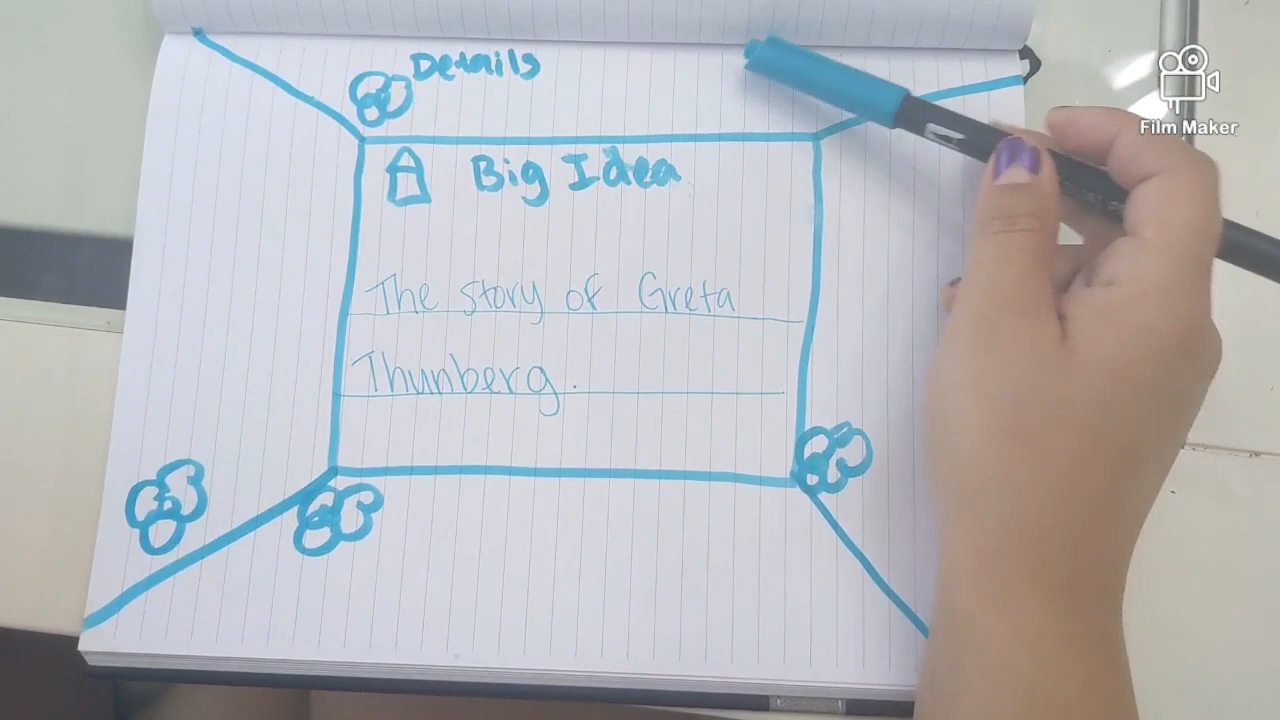 Details
Big Idea
The story of Greta
Thunberg.
Film Maker